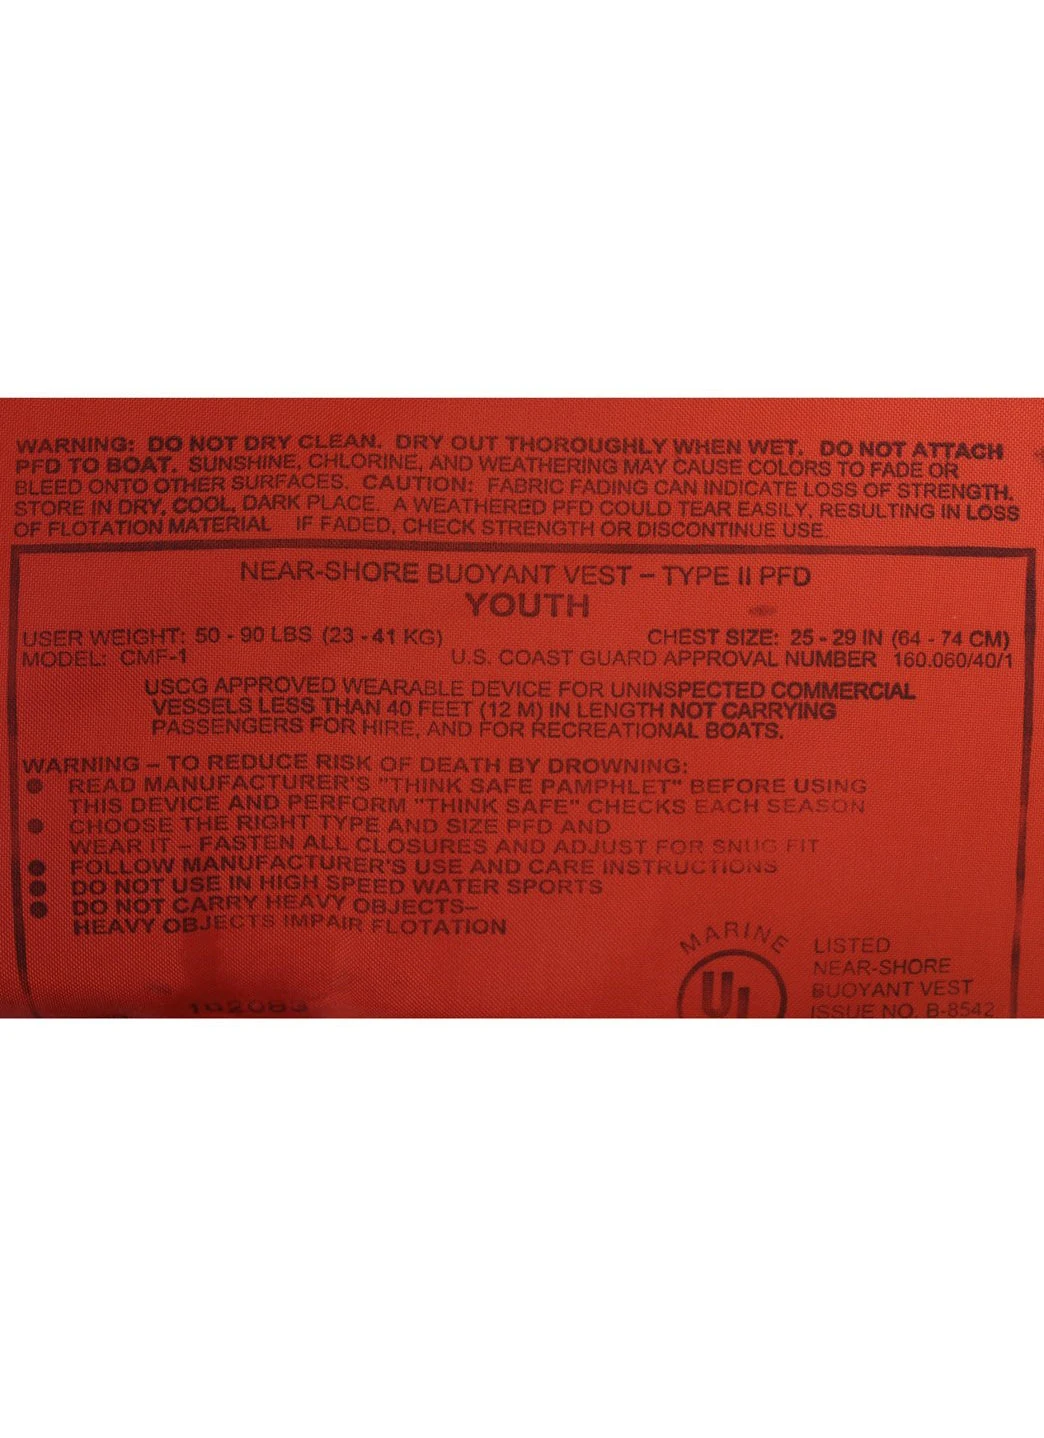 WARNING: DO NOT DRY CLEAN. DRY OUT THOROUGHLY WHEN WET. DO NOT ATTACH
PFD TO BOAT. SUNSHINE, CHLORINE, AND WEATHERING MAY CAUSE COLORS TO FADE OR
BLEED ONTO OTHER SURFACES. CAUTION: FABRIC FADING CAN INDICATE LOSS OF STRENGTH.
STORE IN DRY, COOL, DARK PLACE. A WEATHERED PFD COULD TEAR EASILY, RESULTING IN LOSS
OF FLOTATION MATERIAL IF FADED, CHECK STRENGTH OR DISCONTINUE USE.
NEAR-SHORE BUOYANT VEST – TYPE II PFD
YOUTH
USER WEIGHT: 50 - 90 LBS (23 - 41 KG) CHEST SIZE: 25 - 29 IN (64 - 74 CM)
MODEL: CMF-1 U.S. COAST GUARD APPROVAL NUMBER 160.060/40/1
USCG APPROVED WEARABLE DEVICE FOR UNINSPECTED COMMERCIAL
VESSELS LESS THAN 40 FEET (12 M) IN LENGTH NOT CARRYING
PASSENGERS FOR HIRE, AND FOR RECREATIONAL BOATS.
WARNING – TO REDUCE RISK OF DEATH BY DROWNING:
● READ MANUFACTURER'S "THINK SAFE PAMPHLET" BEFORE USING
THIS DEVICE AND PERFORM "THINK SAFE" CHECKS EACH SEASON
● CHOOSE THE RIGHT TYPE AND SIZE PFD AND
WEAR IT – FASTEN ALL CLOSURES AND ADJUST FOR SNUG FIT
● FOLLOW MANUFACTURER'S USE AND CARE INSTRUCTIONS
● DO NOT USE IN HIGH SPEED WATER SPORTS
● DO NOT CARRY HEAVY OBJECTS–
HEAVY OBJECTS IMPAIR FLOTATION
MARINE
UL
LISTED
NEAR-SHORE
BUOYANT VEST
ISSUE NO. B-8542
102083